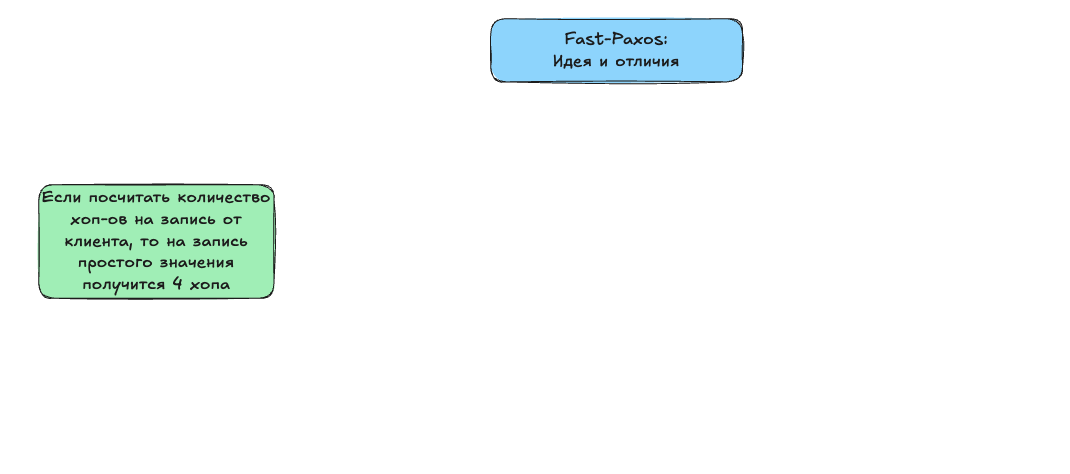 Fast-Paxos:
Идея и отличия
Если посчитать количество
хоп-ов на запись от
клиента, то на запись
простого значения
получится 4 хопа